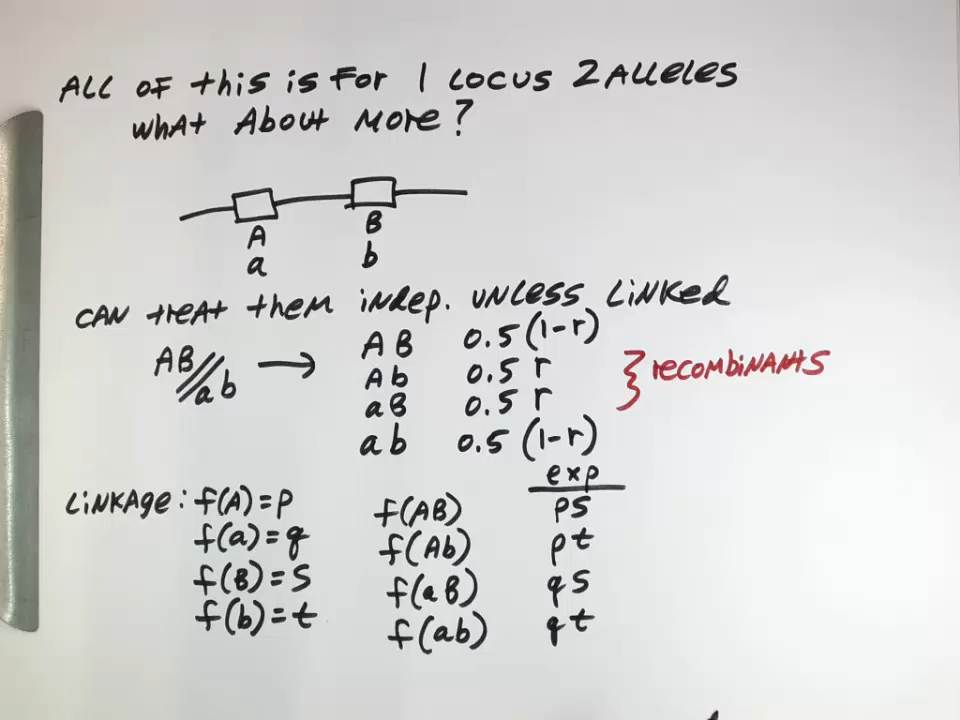 ALL OF this is For 1 LOCUS 2 ALLELES
WHAT ABOUT MORE?
A B
a b
CAN treat them indep. UNLESS LINKED
AB//ab → AB 0.5 (1-r)
Ab 0.5 r
aB 0.5 r
} recombinants
ab 0.5 (1-r)
exp
LINKAGE: f(A)=p f(AB) ps
f(a)=q f(Ab) pt
f(B)=s f(aB) qs
f(b)=t f(ab) qt